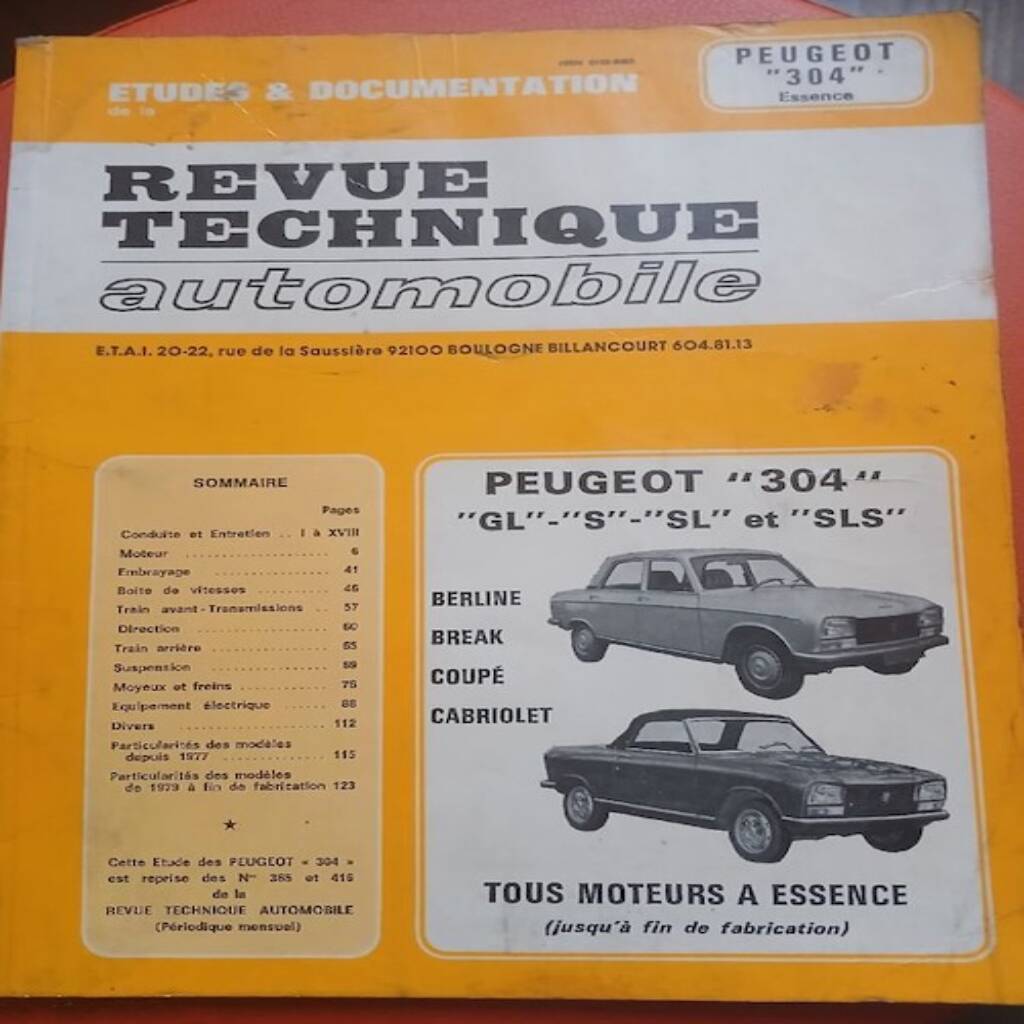 ETUDES & DOCUMENTATION
de la
PEUGEOT
"304"
Essence
REVUE
TECHNIQUE
automobile
E.T.A.I. 20-22, rue de la Saussière 92100 BOULOGNE BILLANCOURT 604.81.13
SOMMAIRE
Pages
Conduite et Entretien .. I à XVIII
Moteur .................. 6
Embrayage .............. 41
Boîte de vitesses .......... 46
Train avant - Transmissions .. 57
Direction ................ 60
Train arrière .............. 65
Suspension .............. 69
Moyeux et freins .......... 75
Equipement électrique ...... 88
Divers .................. 112
Particularités des modèles
depuis 1977 .............. 115
Particularités des modèles
de 1979 à fin de fabrication 123
★
Cette Etude des PEUGEOT « 304 »
est reprise des Nos 385 et 416
de la
REVUE TECHNIQUE AUTOMOBILE
(Périodique mensuel)
PEUGEOT "304"
"GL"-"S"-"SL" et "SLS"
BERLINE
BREAK
COUPÉ
CABRIOLET
TOUS MOTEURS A ESSENCE
(jusqu'à fin de fabrication)